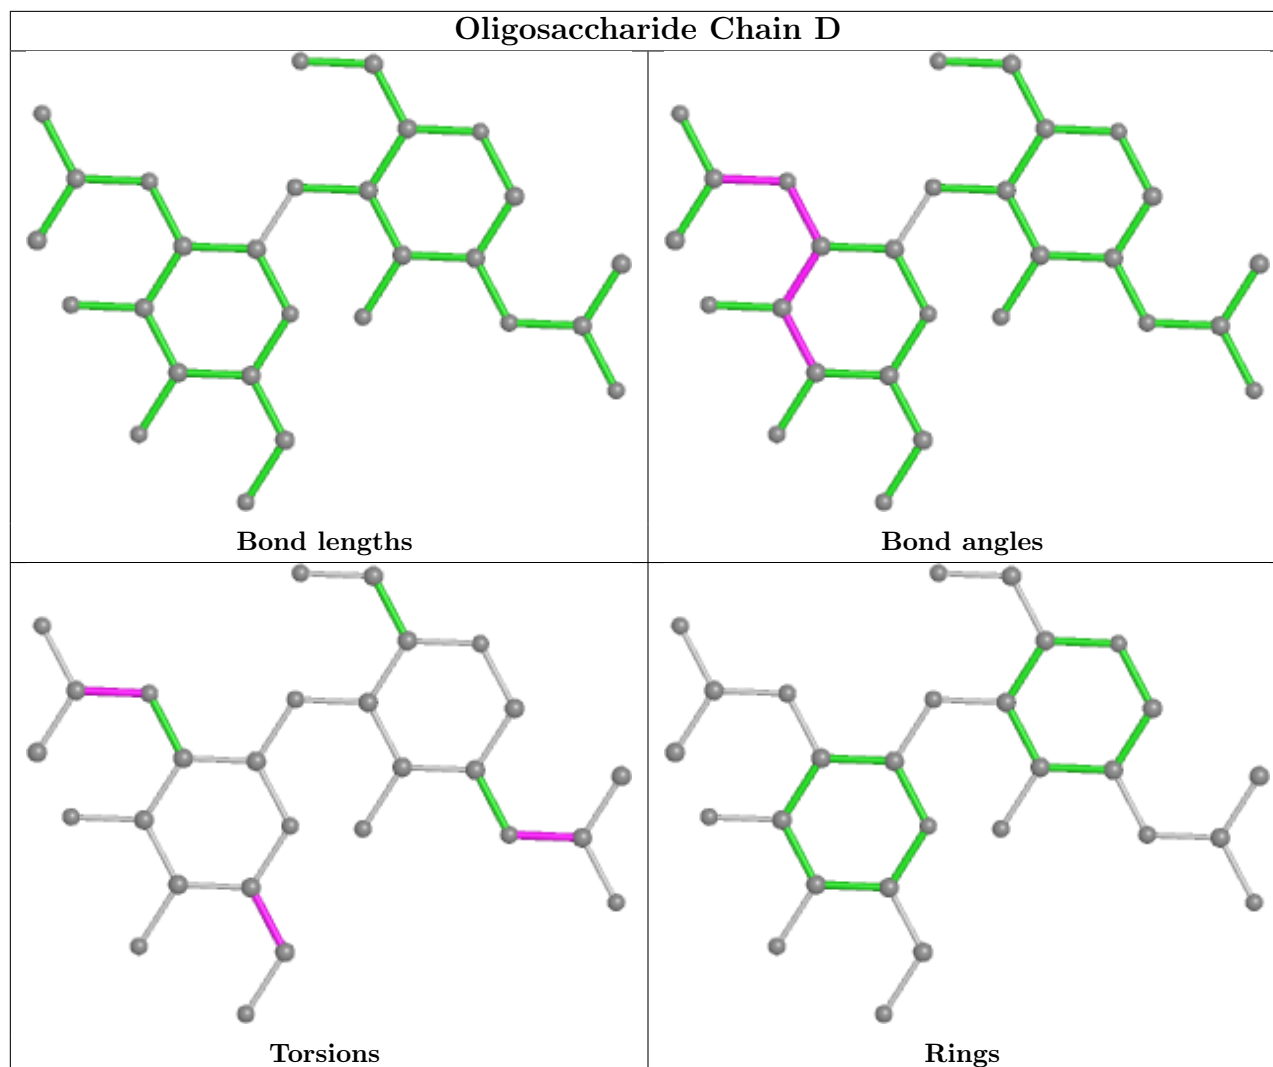 Oligosaccharide Chain D
Bond lengths
Bond angles
Torsions
Rings